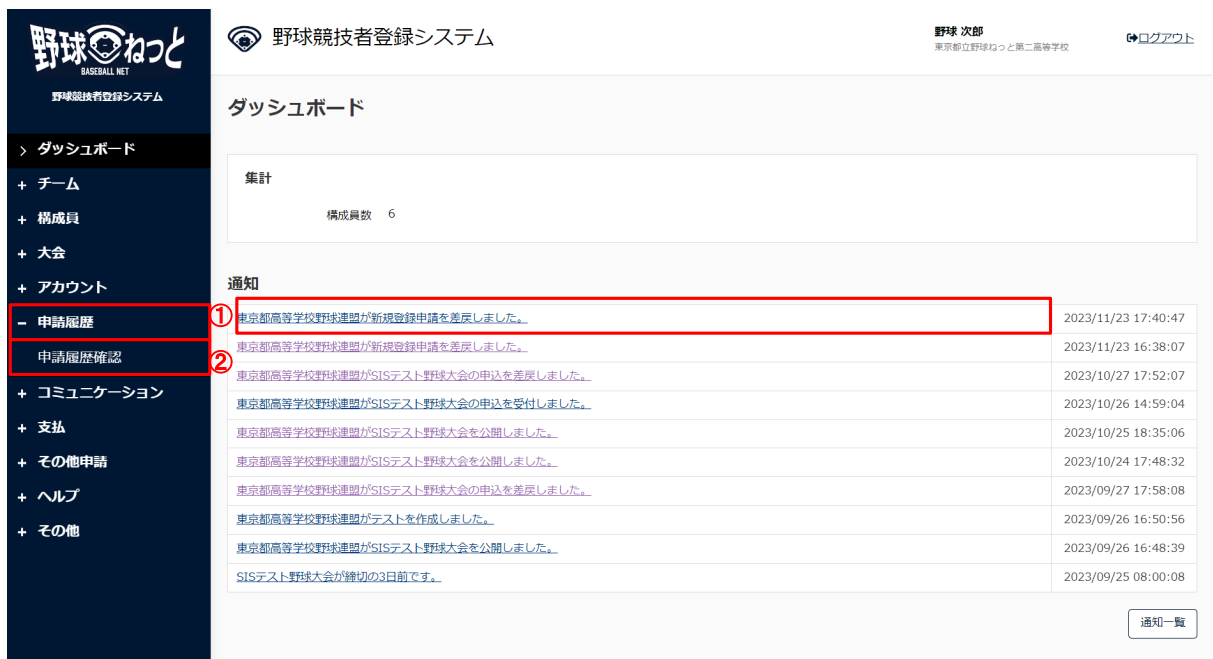 野球ねっと
BASEBALL NET
野球競技者登録システム
野球競技者登録システム
野球 次郎
東京都立野球ねっと第二高等学校
ログアウト
> ダッシュボード
+ チーム
+ 構成員
+ 大会
+ アカウント
− 申請履歴
申請履歴確認
+ コミュニケーション
+ 支払
+ その他申請
+ ヘルプ
+ その他
ダッシュボード
集計
構成員数 6
通知
① 東京都高等学校野球連盟が新規登録申請を差戻しました。 2023/11/23 17:40:47
② 東京都高等学校野球連盟が新規登録申請を差戻しました。 2023/11/23 16:38:07
東京都高等学校野球連盟がSISテスト野球大会の申込を差戻しました。 2023/10/27 17:52:07
東京都高等学校野球連盟がSISテスト野球大会の申込を受付しました。 2023/10/26 14:59:04
東京都高等学校野球連盟がSISテスト野球大会を公開しました。 2023/10/25 18:35:06
東京都高等学校野球連盟がSISテスト野球大会を公開しました。 2023/10/24 17:48:32
東京都高等学校野球連盟がSISテスト野球大会の申込を差戻しました。 2023/09/27 17:58:08
東京都高等学校野球連盟がテストを作成しました。 2023/09/26 16:50:56
東京都高等学校野球連盟がSISテスト野球大会を公開しました。 2023/09/26 16:48:39
SISテスト野球大会が締切の3日前です。 2023/09/25 08:00:08
通知一覧